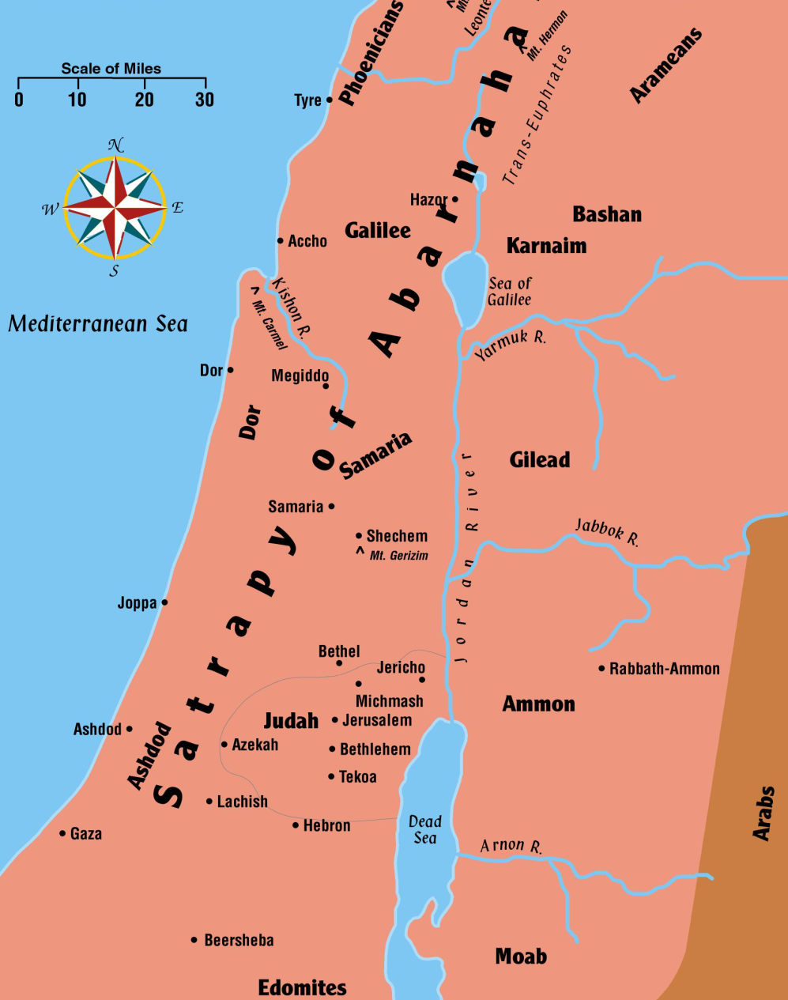 Phoenicians
Mt. Hermon
Trans-Euphrates
Arameans
Scale of Miles
0 10 20 30
Tyre
N
W E
S
Hazor
Bashan
Galilee
Karnaim
Accho
Sea of
Galilee
Kishon R.
Mt. Carmel
Mediterranean Sea
Yarmuk R.
Dor
Megiddo
Dor
Satrapy of Abarnaha
Samaria
Gilead
Jordan River
Samaria
Shechem
Mt. Gerizim
Jabbok R.
Joppa
Bethel
Jericho
Rabbath-Ammon
Michmash
Ammon
Judah
Jerusalem
Ashdod
Ashdod
Azekah
Bethlehem
Tekoa
Lachish
Arabs
Hebron
Dead
Sea
Gaza
Arnon R.
Beersheba
Moab
Edomites